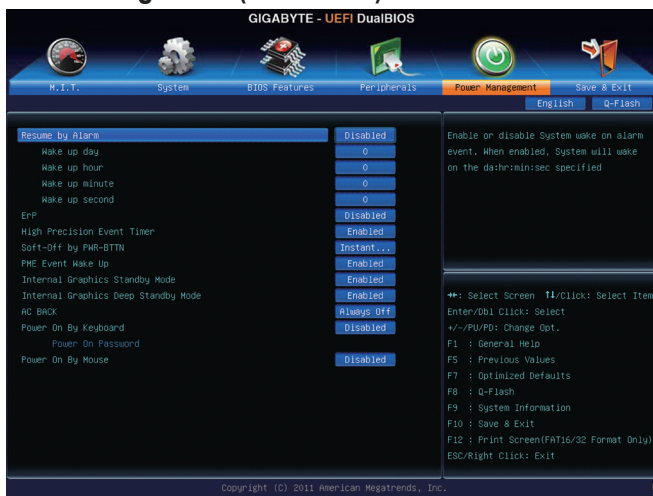 GIGABYTE - UEFI DualBIOS
M.I.T.
System
BIOS Features
Peripherals
Power Management
Save & Exit
English
Q-Flash
Resume by Alarm Disabled
Wake up day 0
Wake up hour 0
Wake up minute 0
Wake up second 0
ErP Disabled
High Precision Event Timer Enabled
Soft-Off by PWR-BTTN Instant...
PME Event Wake Up Enabled
Internal Graphics Standby Mode Enabled
Internal Graphics Deep Standby Mode Enabled
AC BACK Always Off
Power On By Keyboard Disabled
Power On Password
Power On By Mouse Disabled
Enable or disable System wake on alarm
event. When enabled, System will wake
on the da:hr:min:sec specified
→←: Select Screen ↑↓/Click: Select Item
Enter/Dbl Click: Select
+/-/PU/PD: Change Opt.
F1 : General Help
F5 : Previous Values
F7 : Optimized Defaults
F8 : Q-Flash
F9 : System Information
F10 : Save & Exit
F12 : Print Screen(FAT16/32 Format Only)
ESC/Right Click: Exit
Copyright (C) 2011 American Megatrends, Inc.